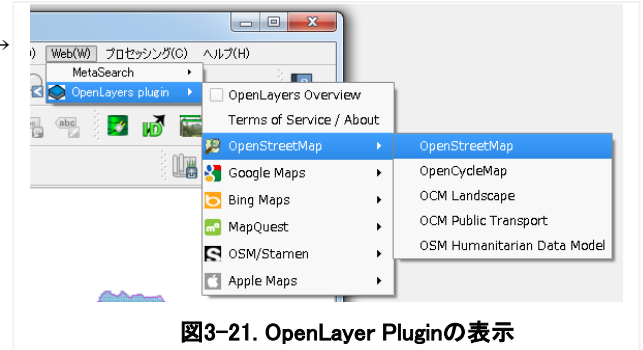 →
) Web(W) プロセッシング(C) ヘルプ(H)
MetaSearch
OpenLayers plugin
OpenLayers Overview
abc
Terms of Service / About
OpenStreetMap
OpenStreetMap
Google Maps
OpenCycleMap
Bing Maps
OCM Landscape
MapQuest
OCM Public Transport
OSM/Stamen
OSM Humanitarian Data Model
Apple Maps
図3-21. OpenLayer Pluginの表示